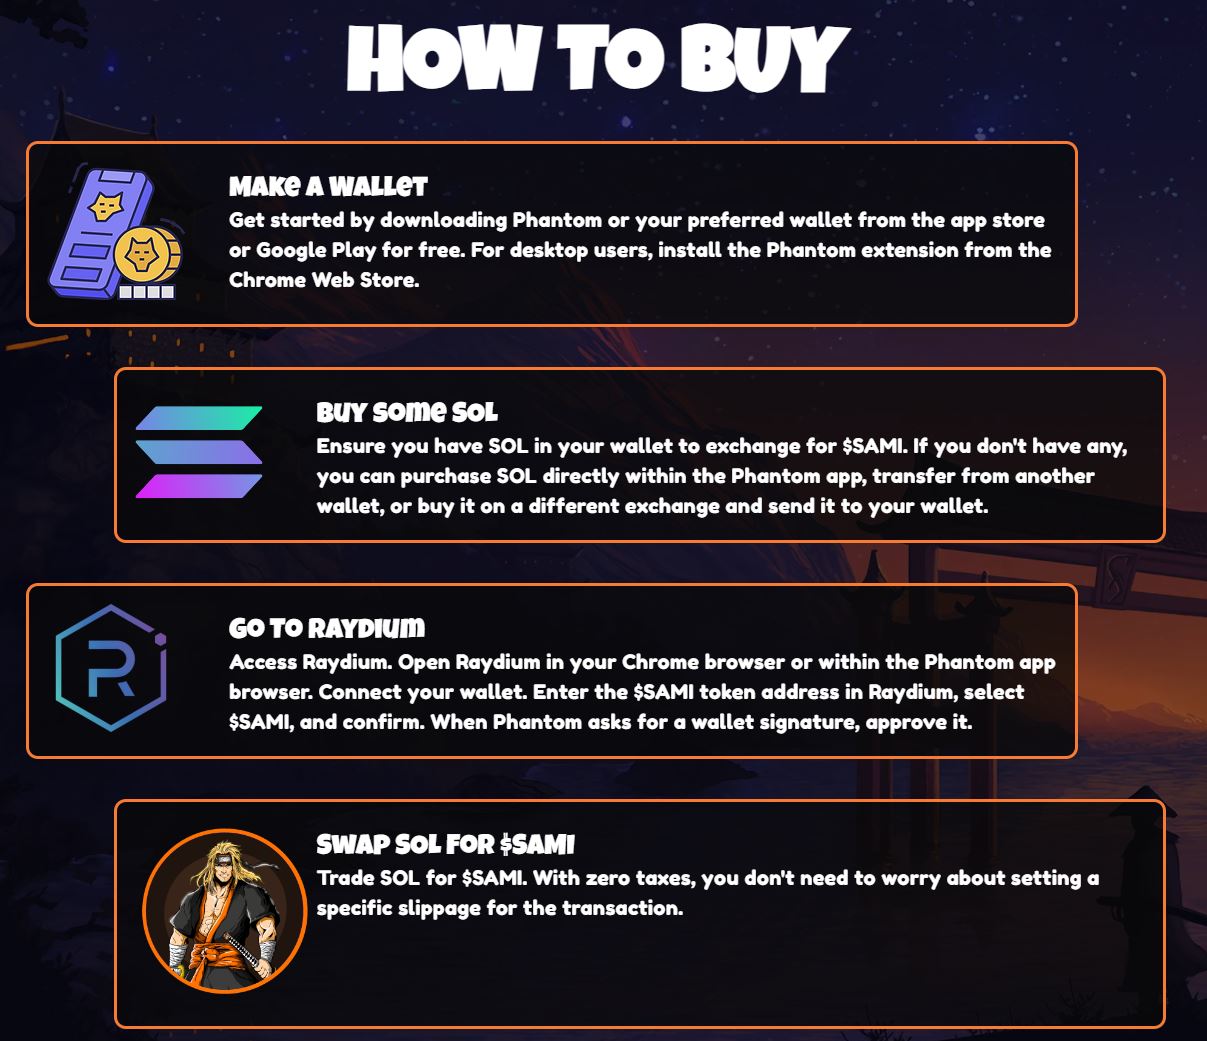 HOW TO BUY
Make a Wallet
Get started by downloading Phantom or your preferred wallet from the app store
or Google Play for free. For desktop users, install the Phantom extension from the
Chrome Web Store.
Buy Some SOL
Ensure you have SOL in your wallet to exchange for $SAMI. If you don't have any,
you can purchase SOL directly within the Phantom app, transfer from another
wallet, or buy it on a different exchange and send it to your wallet.
Go to Raydium
Access Raydium. Open Raydium in your Chrome browser or within the Phantom app
browser. Connect your wallet. Enter the $SAMI token address in Raydium, select
$SAMI, and confirm. When Phantom asks for a wallet signature, approve it.
SWAP SOL FOR $SAMI
Trade SOL for $SAMI. With zero taxes, you don't need to worry about setting a
specific slippage for the transaction.